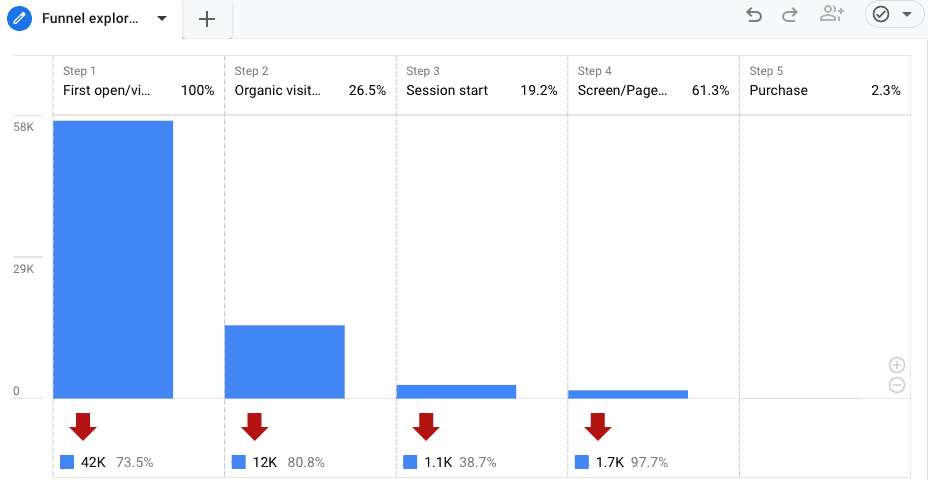 Funnel explor...
Step 1
First open/vi... 100%
Step 2
Organic visit... 26.5%
Step 3
Session start 19.2%
Step 4
Screen/Page... 61.3%
Step 5
Purchase 2.3%
58K
29K
0
42K 73.5%
12K 80.8%
1.1K 38.7%
1.7K 97.7%